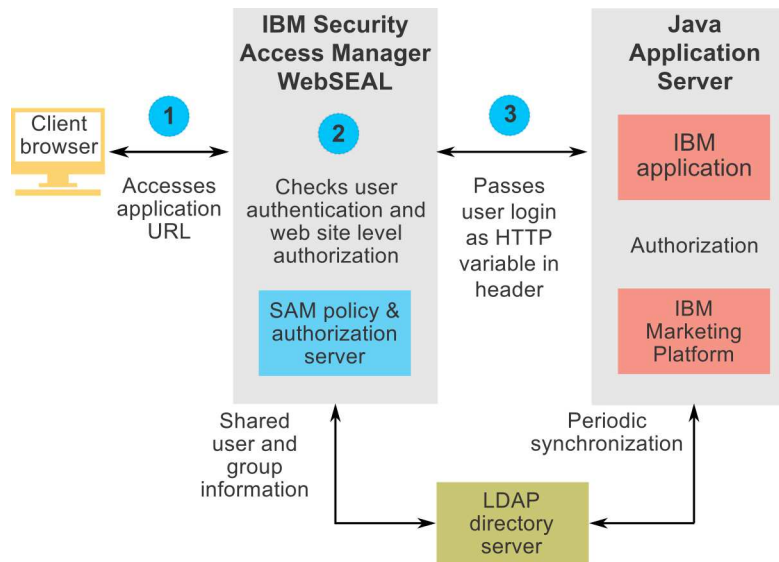 IBM Security
Access Manager
WebSEAL
Java
Application
Server
Client
browser
1
Accesses
application
URL
2
Checks user
authentication and
web site level
authorization
SAM policy &
authorization
server
3
Passes
user login
as HTTP
variable in
header
IBM
application
Authorization
IBM
Marketing
Platform
Shared
user and
group
information
Periodic
synchronization
LDAP
directory
server